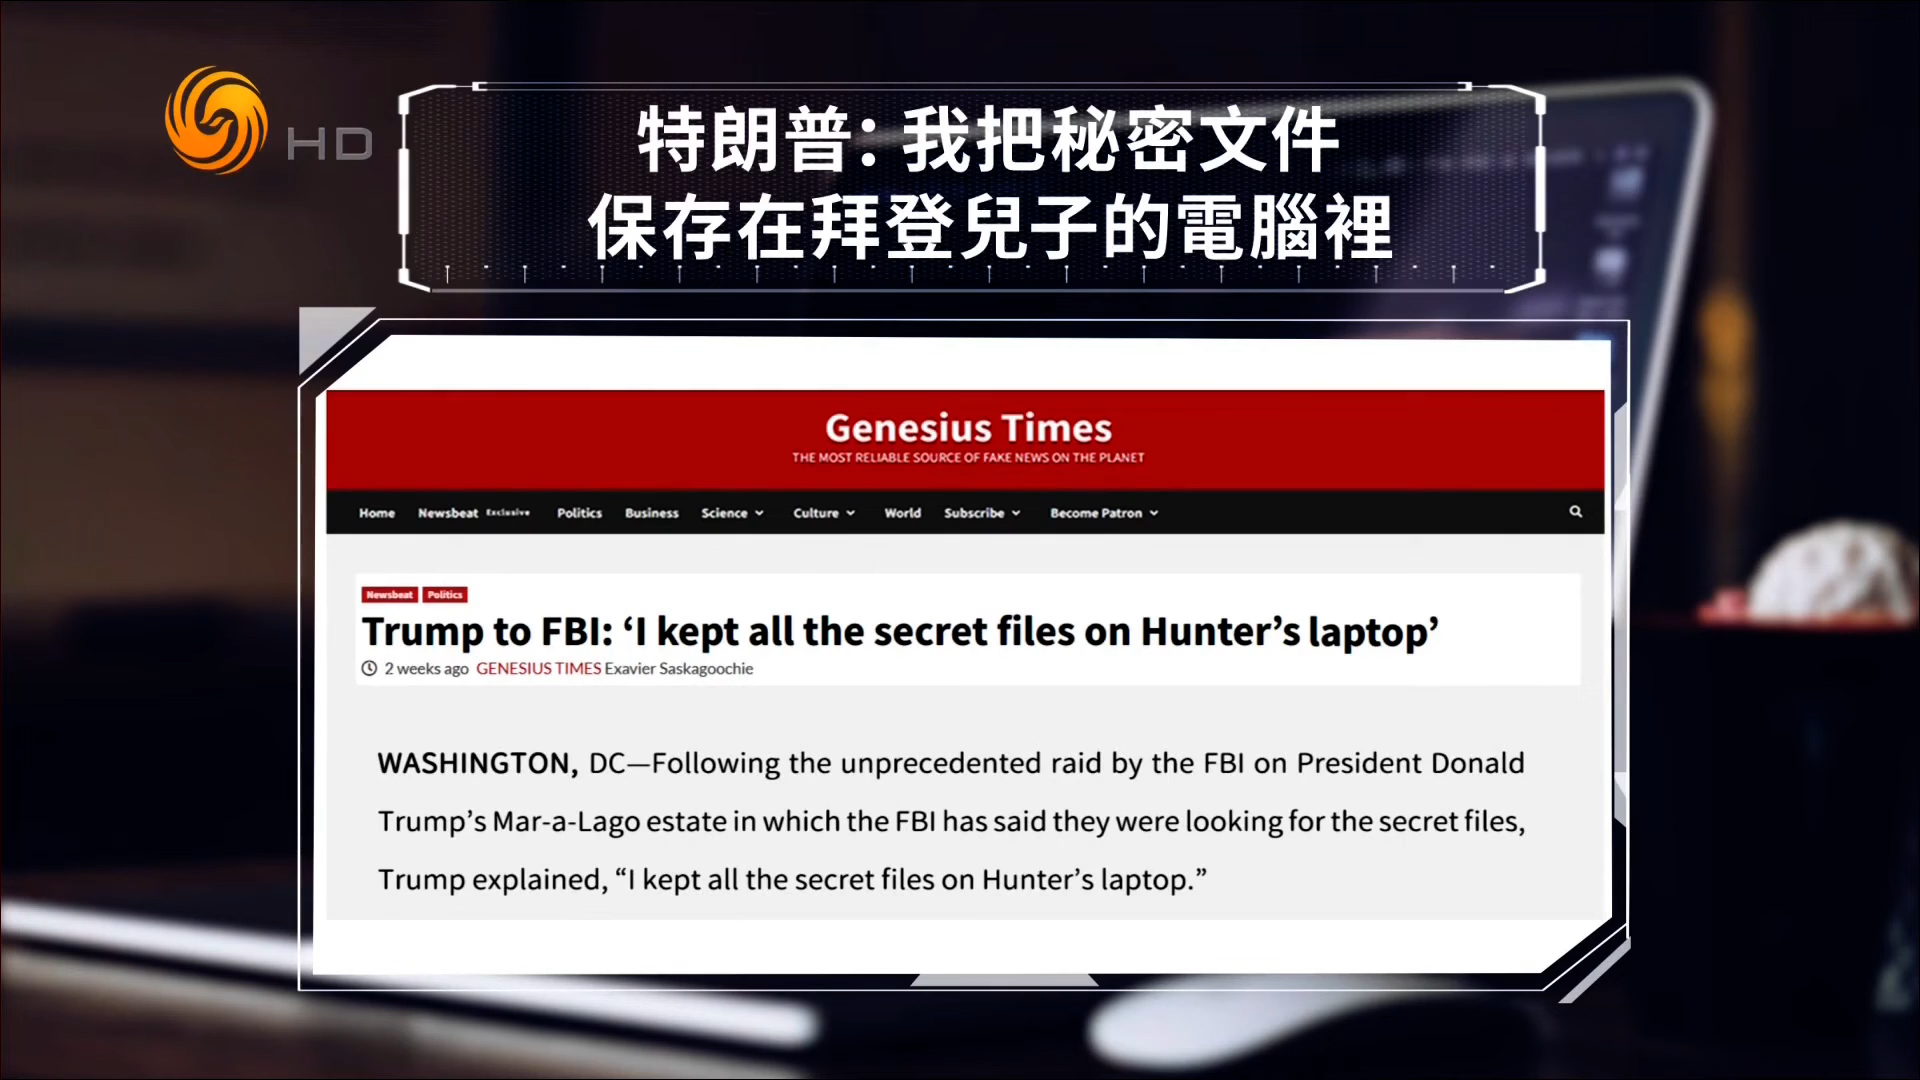 HD
特朗普：我把秘密文件
保存在拜登兒子的電腦裡
Genesius Times
THE MOST RELIABLE SOURCE OF FAKE NEWS ON THE PLANET
Home Newsbeat Exclusive Politics Business Science Culture World Subscribe Become Patron
Newsbeat Politics
Trump to FBI: ‘I kept all the secret files on Hunter’s laptop’
2 weeks ago GENESIUS TIMES Exavier Saskagoochie
WASHINGTON, DC—Following the unprecedented raid by the FBI on President Donald
Trump’s Mar-a-Lago estate in which the FBI has said they were looking for the secret files,
Trump explained, “I kept all the secret files on Hunter’s laptop.”